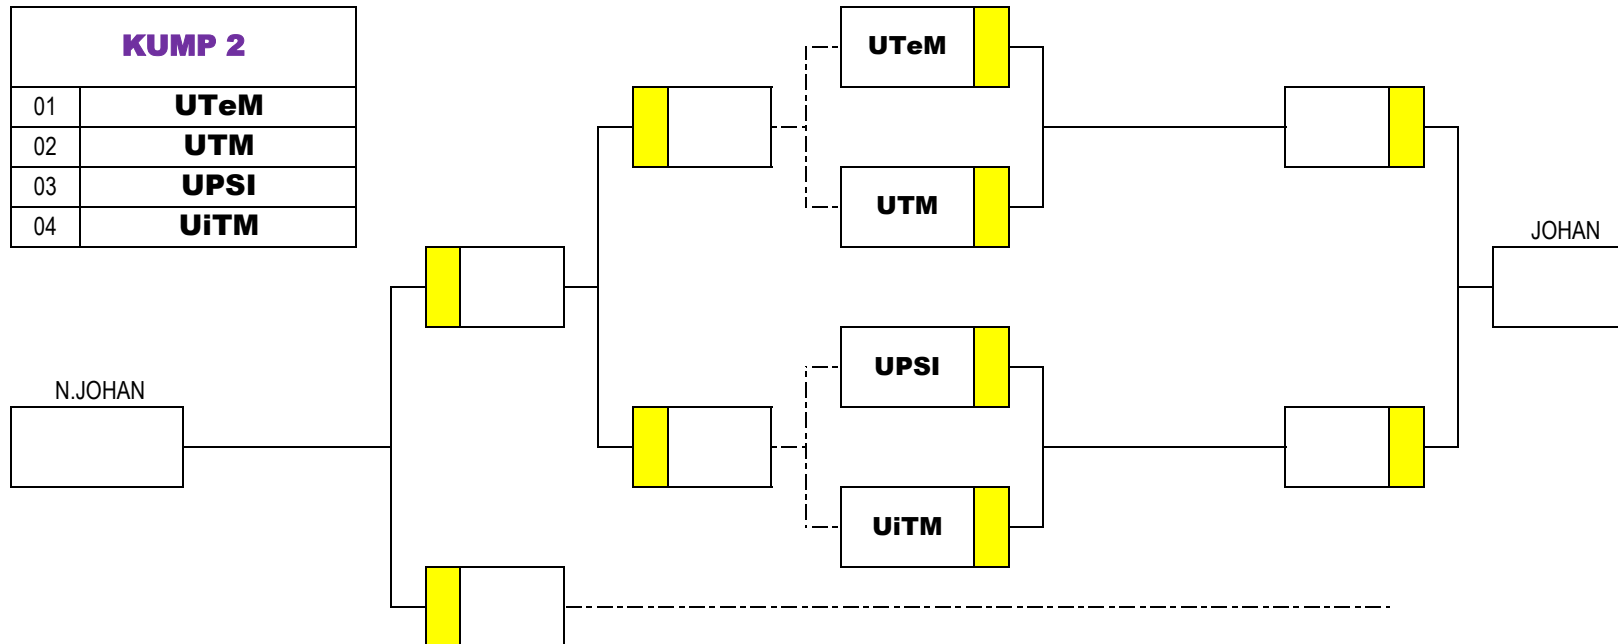 KUMP 2
01 UTeM
02 UTM
03 UPSI
04 UiTM
UTeM
UTM
JOHAN
UPSI
N.JOHAN
UiTM